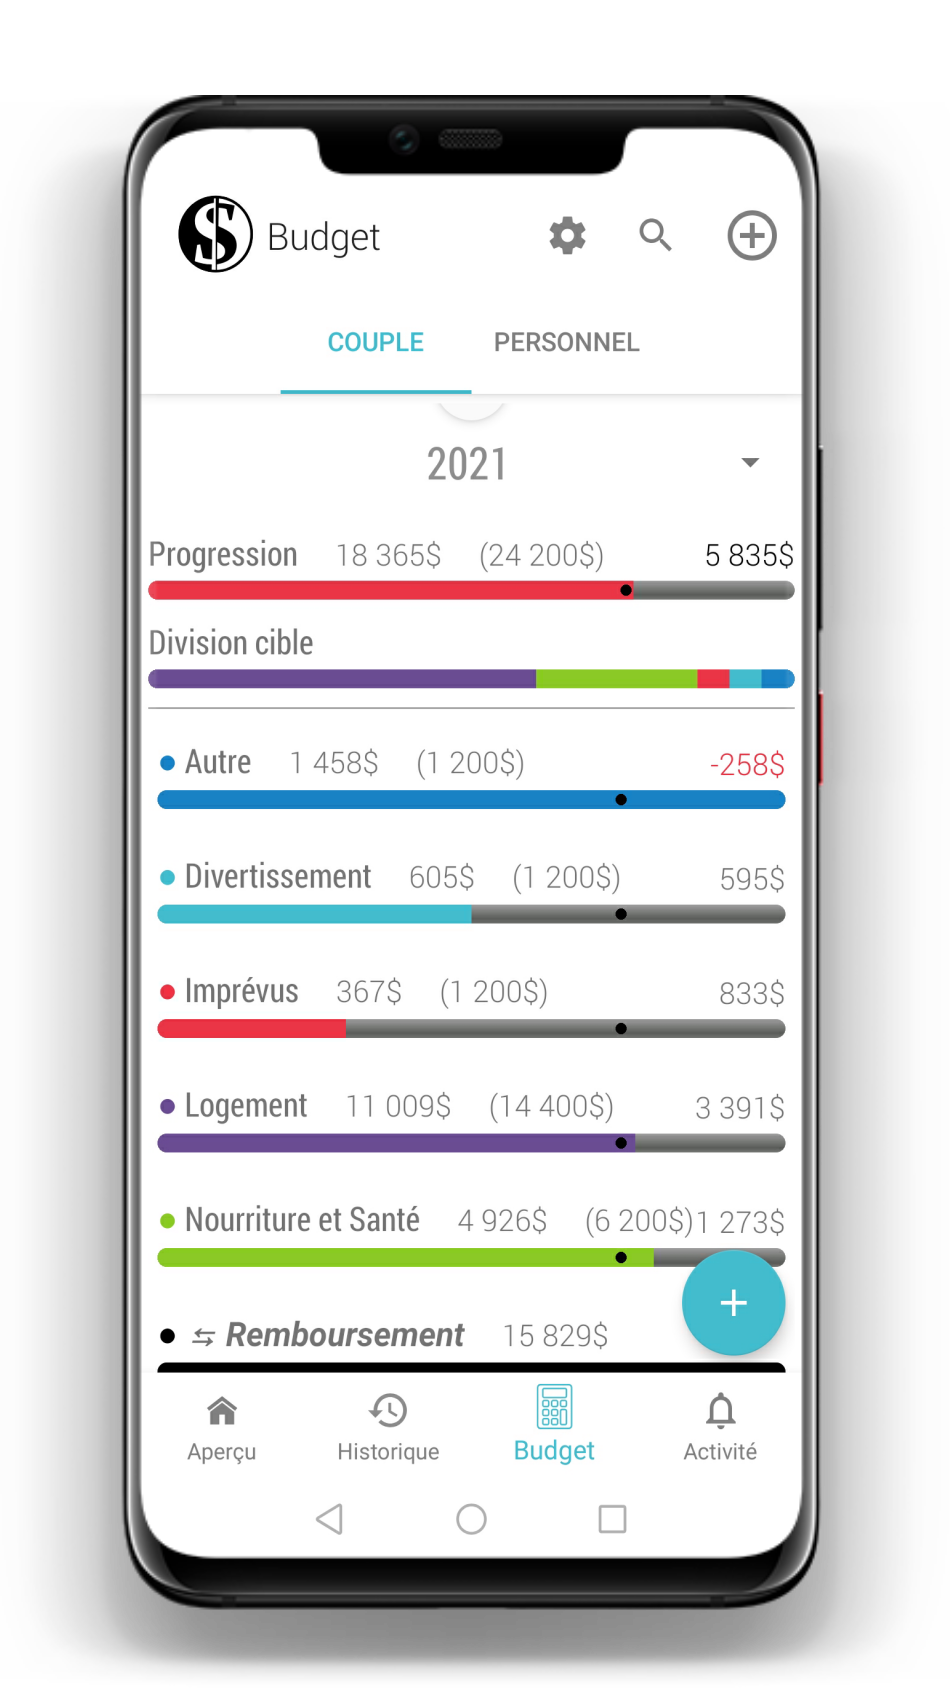 $ Budget
COUPLE PERSONNEL
2021
Progression 18 365$ (24 200$) 5 835$
Division cible
Autre 1 458$ (1 200$) -258$
Divertissement 605$ (1 200$) 595$
Imprévus 367$ (1 200$) 833$
Logement 11 009$ (14 400$) 3 391$
Nourriture et Santé 4 926$ (6 200$) 1 273$
Remboursement 15 829$
Aperçu Historique Budget Activité